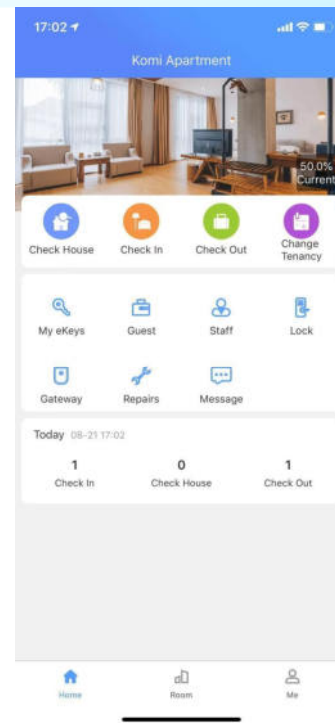 17:02
Komi Apartment
50.0%
Current
Check House
Check In
Check Out
Change
Tenancy
My eKeys
Guest
Staff
Lock
Gateway
Repairs
Message
Today 08-21 17:02
1
0
1
Check In
Check House
Check Out
Home
Room
Me